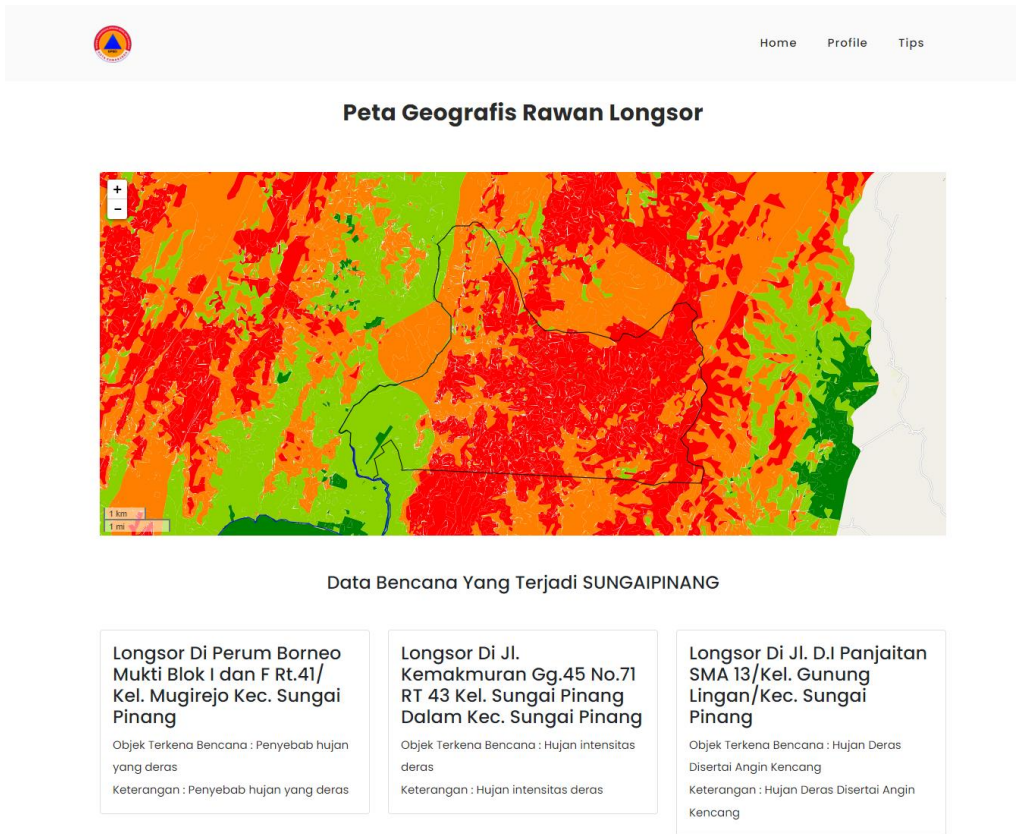 Home Profile Tips
Peta Geografis Rawan Longsor
+
-
1 km
1 mi
Data Bencana Yang Terjadi SUNGAIPINANG
Longsor Di Perum Borneo
Mukti Blok I dan F Rt.41/
Kel. Mugirejo Kec. Sungai
Pinang
Objek Terkena Bencana : Penyebab hujan
yang deras
Keterangan : Penyebab hujan yang deras
Longsor Di Jl.
Kemakmuran Gg.45 No.71
RT 43 Kel. Sungai Pinang
Dalam Kec. Sungai Pinang
Objek Terkena Bencana : Hujan intensitas
deras
Keterangan : Hujan intensitas deras
Longsor Di Jl. D.I Panjaitan
SMA 13/Kel. Gunung
Lingan/Kec. Sungai
Pinang
Objek Terkena Bencana : Hujan Deras
Disertai Angin Kencang
Keterangan : Hujan Deras Disertai Angin
Kencang